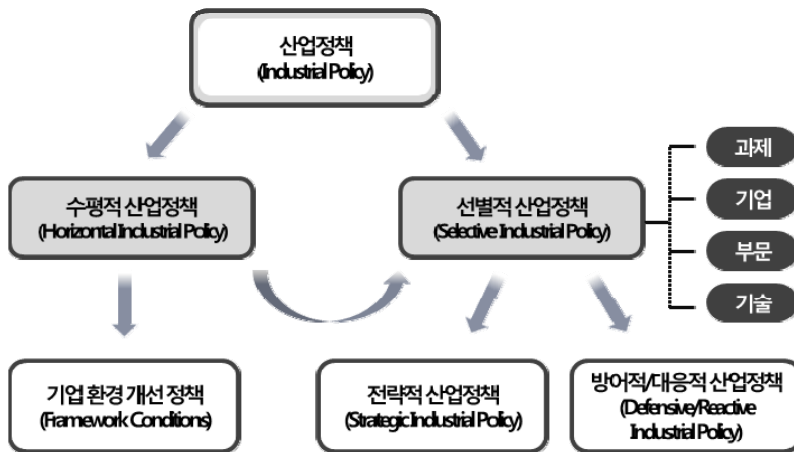 산업정책
(Industrial Policy)
수평적 산업정책
(Horizontal Industrial Policy)
선별적 산업정책
(Selective Industrial Policy)
과제
기업
부문
기술
기업 환경 개선 정책
(Framework Conditions)
전략적 산업정책
(Strategic Industrial Policy)
방어적/대응적 산업정책
(Defensive/Reactive
Industrial Policy)